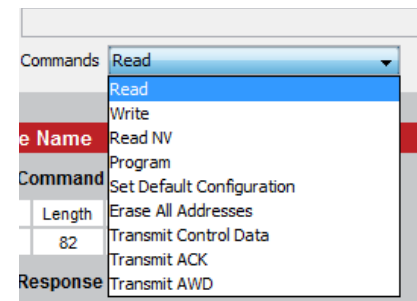 Commands Read
Read
Write
e Name Read NV
Program
Command Set Default Configuration
Length Erase All Addresses
82 Transmit Control Data
Transmit ACK
Response Transmit AWD